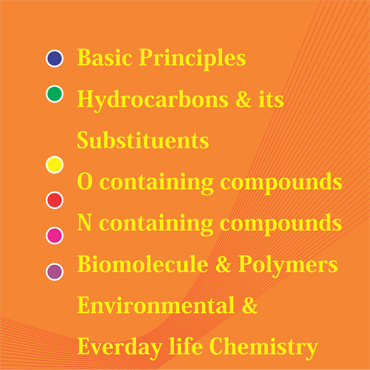 Basic Principles
Hydrocarbons & its
Substituents
O containing compounds
N containing compounds
Biomolecule & Polymers
Environmental &
Everday life Chemistry